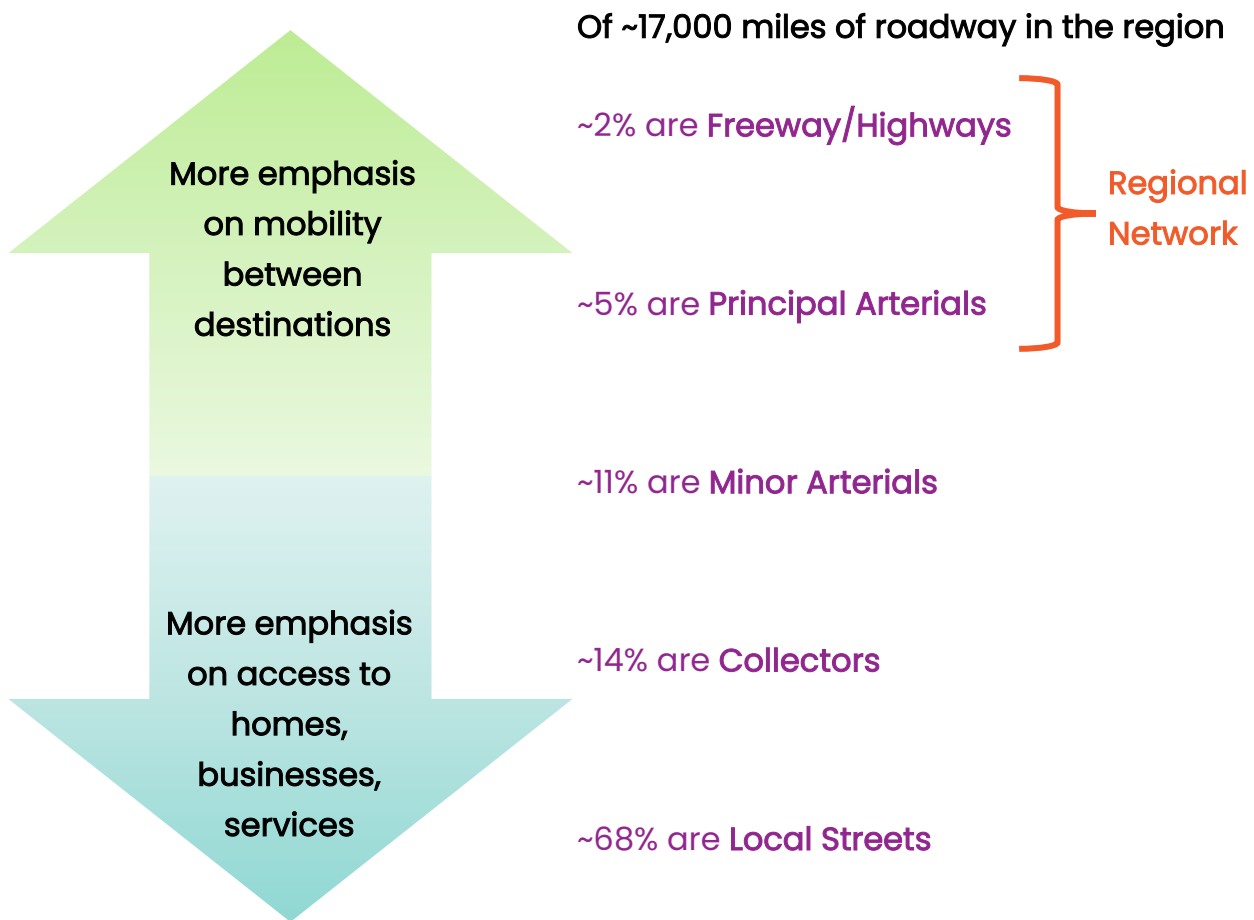 Of ~17,000 miles of roadway in the region
~2% are Freeway/Highways
~5% are Principal Arterials
Regional
Network
~11% are Minor Arterials
~14% are Collectors
~68% are Local Streets
More emphasis
on mobility
between
destinations
More emphasis
on access to
homes,
businesses,
services